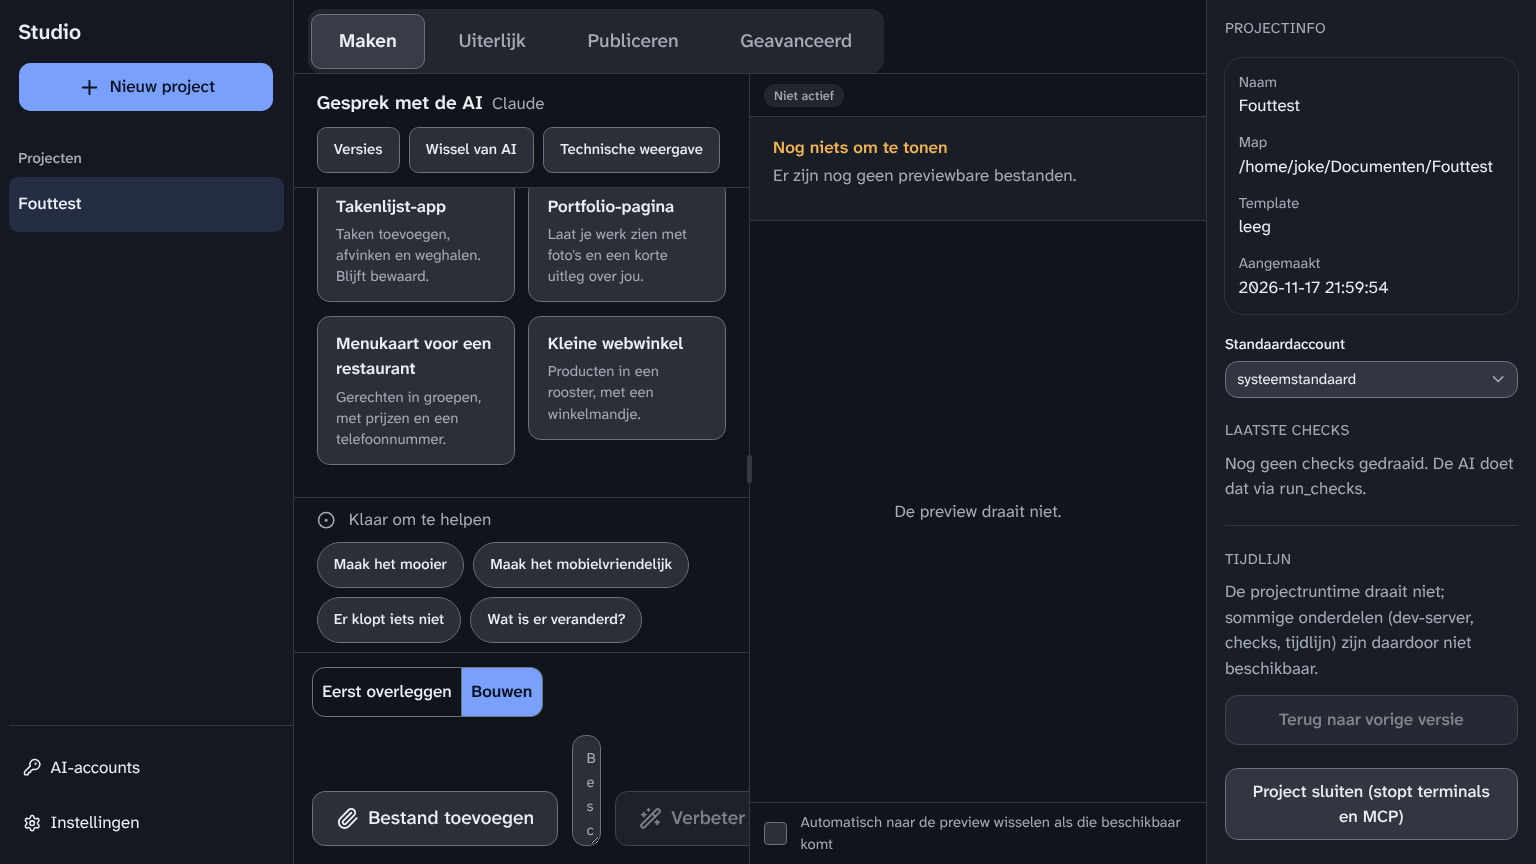 Studio
Nieuw project
Projecten
Fouttest
AI-accounts
Instellingen
Maken
Uiterlijk
Publiceren
Geavanceerd
Gesprek met de AI Claude
Versies
Wissel van AI
Technische weergave
Takenlijst-app
Taken toevoegen,
afvinken en weghalen.
Blijft bewaard.
Portfolio-pagina
Laat je werk zien met
foto's en een korte
uitleg over jou.
Menukaart voor een
restaurant
Gerechten in groepen,
met prijzen en een
telefoonnummer.
Kleine webwinkel
Producten in een
rooster, met een
winkelmandje.
Klaar om te helpen
Maak het mooier
Maak het mobielvriendelijk
Er klopt iets niet
Wat is er veranderd?
Eerst overleggen
Bouwen
Bestand toevoegen
B
e
s
c
Verbeter
Niet actief
Nog niets om te tonen
Er zijn nog geen previewbare bestanden.
De preview draait niet.
Automatisch naar de preview wisselen als die beschikbaar
komt
PROJECTINFO
Naam
Fouttest
Map
/home/joke/Documenten/Fouttest
Template
leeg
Aangemaakt
2026-11-17 21:59:54
Standaardaccount
systeemstandaard
LAATSTE CHECKS
Nog geen checks gedraaid. De AI doet
dat via run_checks.
TIJDLIJN
De projectruntime draait niet;
sommige onderdelen (dev-server,
checks, tijdlijn) zijn daardoor niet
beschikbaar.
Terug naar vorige versie
Project sluiten (stopt terminals
en MCP)